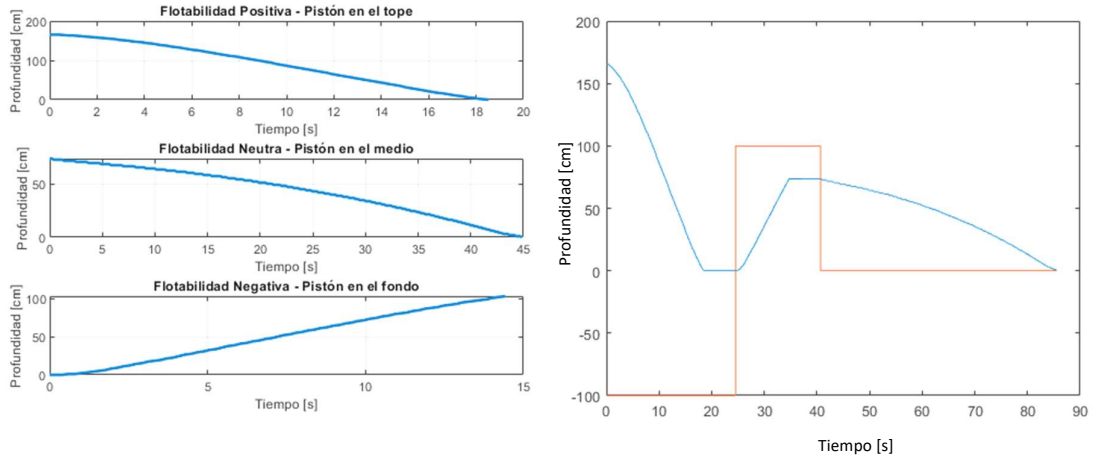 Flotabilidad Positiva - Pistón en el tope
Profundidad [cm]
200
100
0
0 2 4 6 8 10 12 14 16 18 20
Tiempo [s]
Flotabilidad Neutra - Pistón en el medio
Profundidad [cm]
50
0
0 5 10 15 20 25 30 35 40 45
Tiempo [s]
Flotabilidad Negativa - Pistón en el fondo
Profundidad [cm]
100
50
0
0 5 10 15
Tiempo [s]
Profundidad [cm]
200
150
100
50
0
-50
-100
0 10 20 30 40 50 60 70 80 90
Tiempo [s]